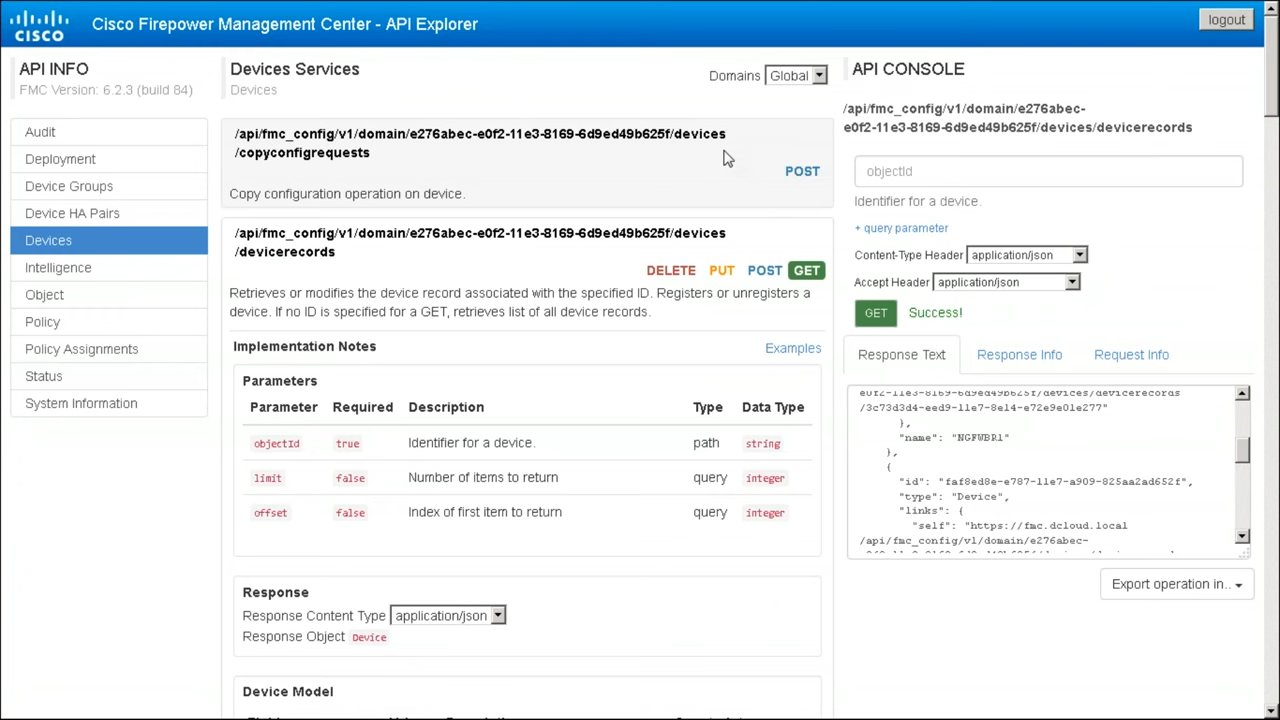 CISCO
Cisco Firepower Management Center - API Explorer
logout
API INFO
FMC Version: 6.2.3 (build 84)
Audit
Deployment
Device Groups
Device HA Pairs
Devices
Intelligence
Object
Policy
Policy Assignments
Status
System Information
Devices Services
Devices
Domains Global
/api/fmc_config/v1/domain/e276abec-e0f2-11e3-8169-6d9ed49b625f/devices
/copyconfigrequests
POST
Copy configuration operation on device.
/api/fmc_config/v1/domain/e276abec-e0f2-11e3-8169-6d9ed49b625f/devices
/devicerecords
DELETE PUT POST GET
Retrieves or modifies the device record associated with the specified ID. Registers or unregisters a
device. If no ID is specified for a GET, retrieves list of all device records.
Implementation Notes
Examples
Parameters
Parameter Required Description Type Data Type
objectId true Identifier for a device. path string
limit false Number of items to return query integer
offset false Index of first item to return query integer
Response
Response Content Type application/json
Response Object Device
Device Model
API CONSOLE
/api/fmc_config/v1/domain/e276abec-
e0f2-11e3-8169-6d9ed49b625f/devices/devicerecords
objectId
Identifier for a device.
+ query parameter
Content-Type Header application/json
Accept Header application/json
GET Success!
Response Text Response Info Request Info
e0f2-11e3-8169-6d9ed49b625f/devices/devicerecords
/3c73d3d4-eed9-11e7-8e14-e72e9e01e277"
},
"name": "NGFWBR1"
},
{
"id": "faf8ed8e-e787-11e7-a909-825aa2ad652f",
"type": "Device",
"links": {
"self": "https://fmc.dcloud.local
/api/fmc_config/v1/domain/e276abec-
Export operation in..